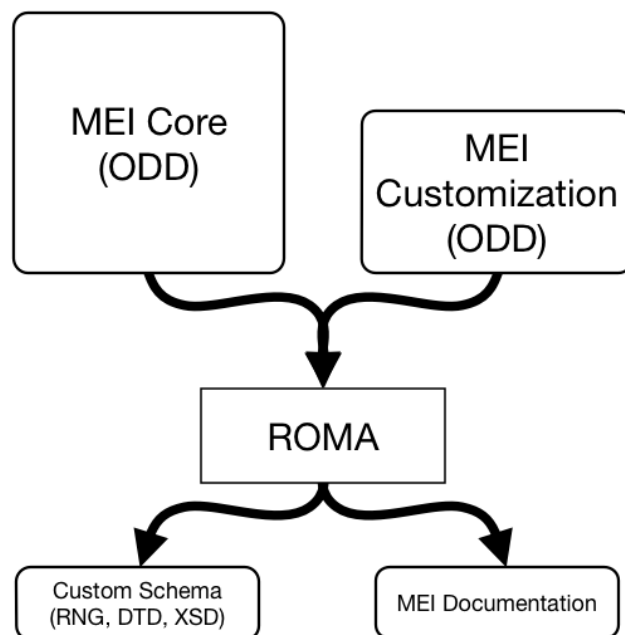 MEI Core
(ODD)
MEI
Customization
(ODD)
ROMA
Custom Schema
(RNG, DTD, XSD)
MEI Documentation